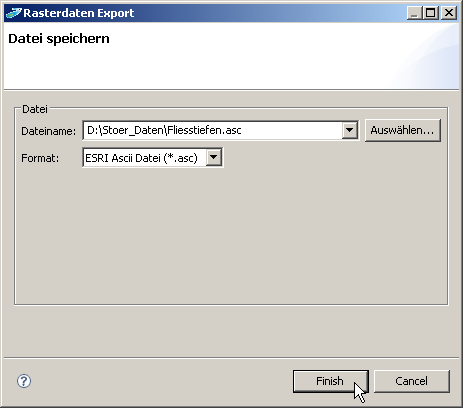 Rasterdaten Export
Datei speichern
Datei
Dateiname: D:\Stoer_Daten\Fliesstiefen.asc Auswählen...
Format: ESRI Ascii Datei (*.asc)
? Finish Cancel